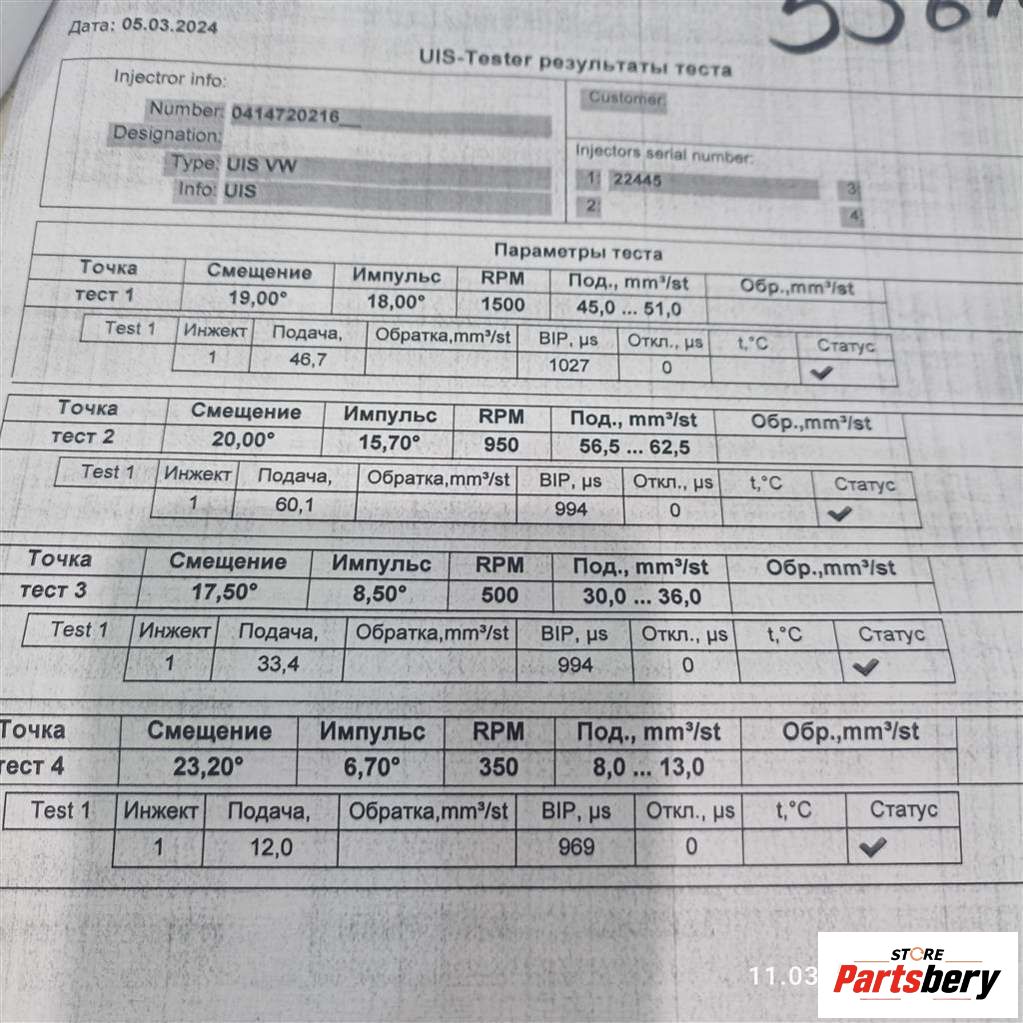 Дата: 05.03.2024
UIS-Tester результаты теста
Injectror info:
Number: 0414720216__
Designation:
Type: UIS VW
Info: UIS
Customer:
Injectors serial number:
1: 22445 3
2: 4
Параметры теста
Точка Смещение Импульс RPM Под., mm³/st Обр.,mm³/st
тест 1 19,00° 18,00° 1500 45,0 ... 51,0
Test 1 Инжект Подача, Обратка,mm³/st BIP, µs Откл., µs t,°C Статус
1 46,7 1027 0 ✔
Точка Смещение Импульс RPM Под., mm³/st Обр.,mm³/st
тест 2 20,00° 15,70° 950 56,5 ... 62,5
Test 1 Инжект Подача, Обратка,mm³/st BIP, µs Откл., µs t,°C Статус
1 60,1 994 0 ✔
Точка Смещение Импульс RPM Под., mm³/st Обр.,mm³/st
тест 3 17,50° 8,50° 500 30,0 ... 36,0
Test 1 Инжект Подача, Обратка,mm³/st BIP, µs Откл., µs t,°C Статус
1 33,4 994 0 ✔
Точка Смещение Импульс RPM Под., mm³/st Обр.,mm³/st
тест 4 23,20° 6,70° 350 8,0 ... 13,0
Test 1 Инжект Подача, Обратка,mm³/st BIP, µs Откл., µs t,°C Статус
1 12,0 969 0 ✔
11.03
STORE
Partsbery